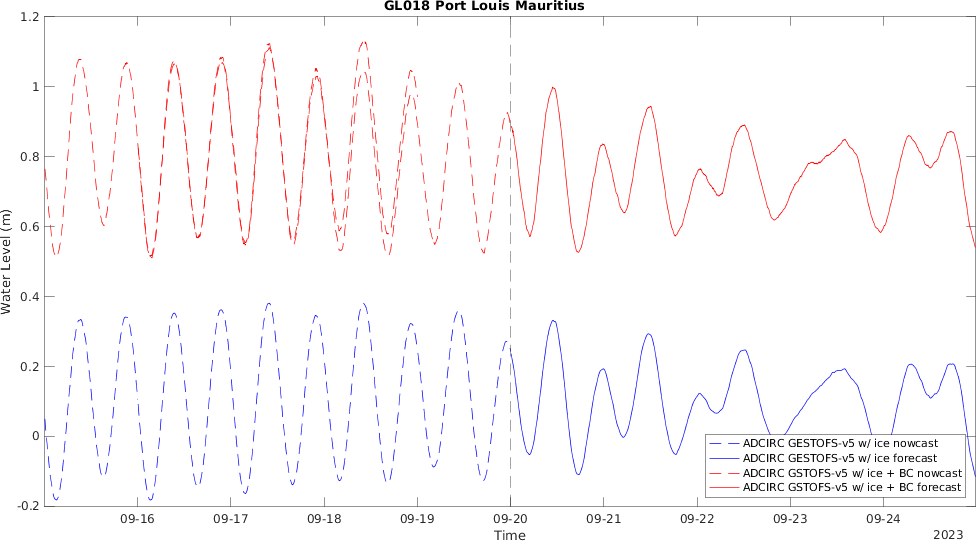 GL018 Port Louis Mauritius
Water Level (m)
1.2
1
0.8
0.6
0.4
0.2
0
-0.2
ADCIRC GESTOFS-v5 w/ ice nowcast
ADCIRC GESTOFS-v5 w/ ice forecast
ADCIRC GSTOFS-v5 w/ ice + BC nowcast
ADCIRC GSTOFS-v5 w/ ice + BC forecast
09-16 09-17 09-18 09-19 09-20 09-21 09-22 09-23 09-24
Time
2023